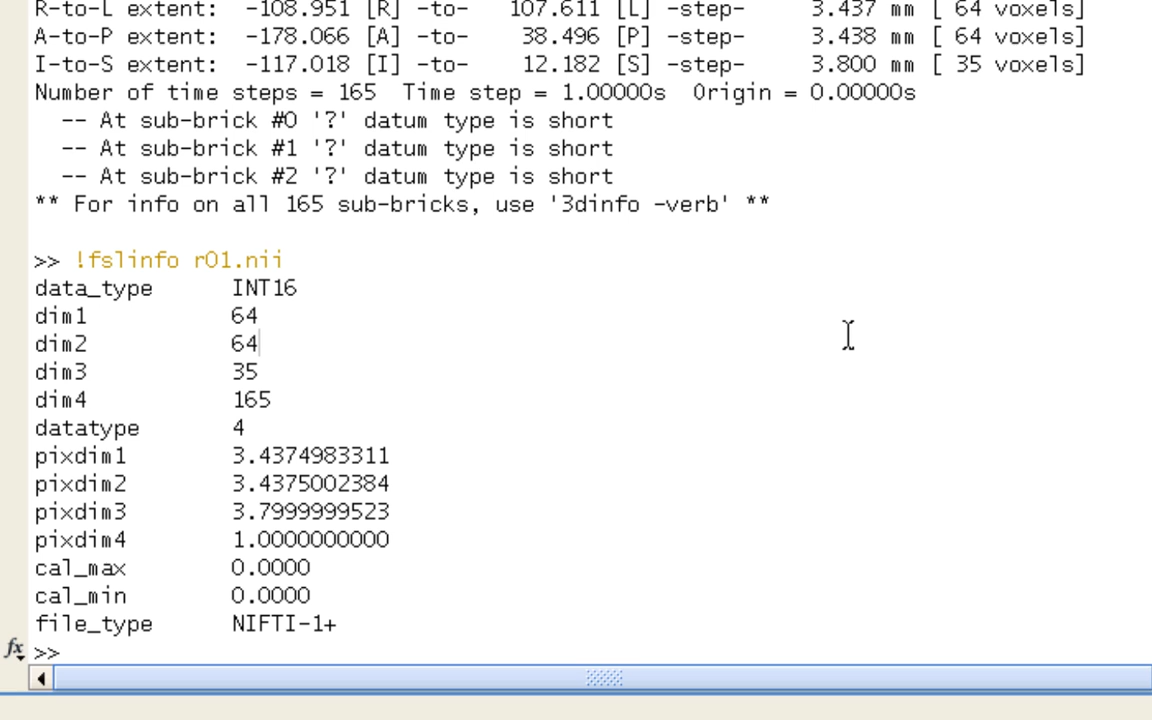 R-to-L extent: -108.951 [R] -to- 107.611 [L] -step- 3.437 mm [ 64 voxels]
A-to-P extent: -178.066 [A] -to- 38.496 [P] -step- 3.438 mm [ 64 voxels]
I-to-S extent: -117.018 [I] -to- 12.182 [S] -step- 3.800 mm [ 35 voxels]
Number of time steps = 165 Time step = 1.00000s Origin = 0.00000s
-- At sub-brick #0 '?' datum type is short
-- At sub-brick #1 '?' datum type is short
-- At sub-brick #2 '?' datum type is short
** For info on all 165 sub-bricks, use '3dinfo -verb' **
>> !fslinfo r01.nii
data_type INT16
dim1 64
dim2 64
dim3 35
dim4 165
datatype 4
pixdim1 3.4374983311
pixdim2 3.4375002384
pixdim3 3.7999999523
pixdim4 1.0000000000
cal_max 0.0000
cal_min 0.0000
file_type NIFTI-1+
fx >>